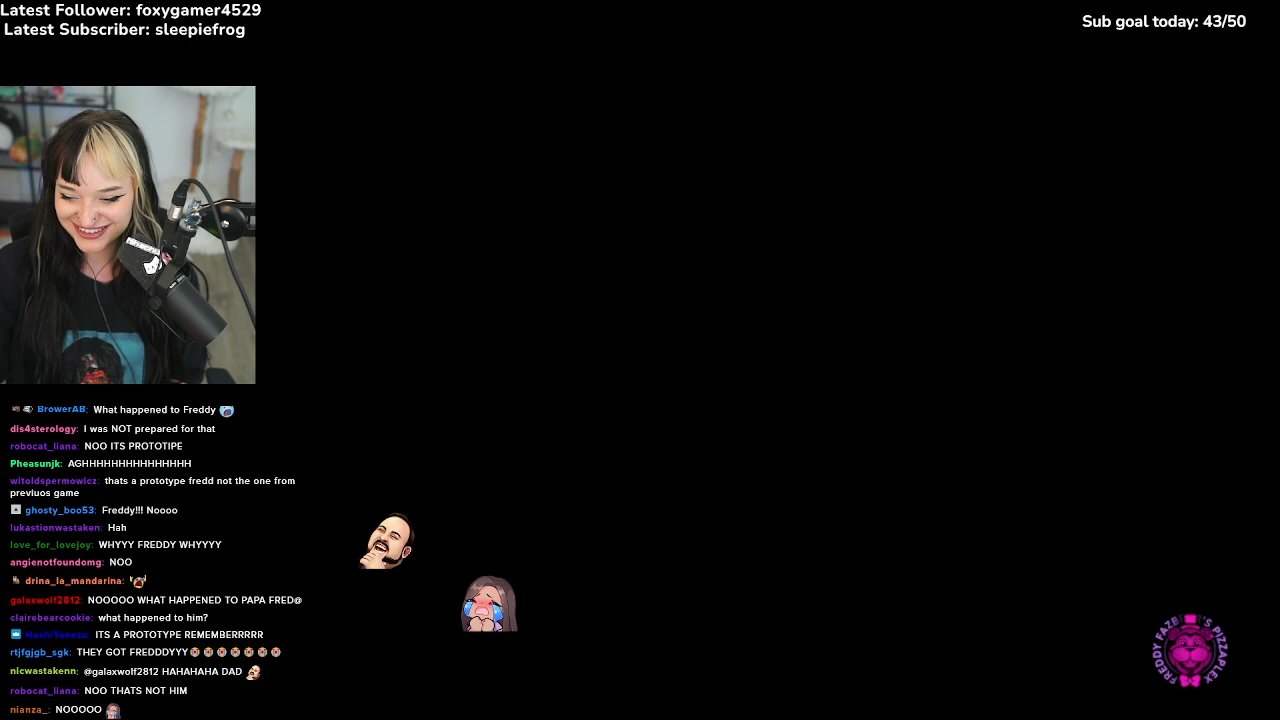 Latest Follower: foxygamer4529
Latest Subscriber: sleepiefrog
Sub goal today: 43/50
BrowerAB: What happened to Freddy
dis4sterology: I was NOT prepared for that
robocat_liana: NOO ITS PROTOTIPE
Pheasunjk: AGHHHHHHHHHHHHHHH
witoldspermowicz: thats a prototype fredd not the one from
previuos game
ghosty_boo53: Freddy!!! Noooo
lukastionwastaken: Hah
love_for_lovejoy: WHYYY FREDDY WHYYYY
angienotfoundomg: NOO
drina_la_mandarina:
galaxwolf2812: NOOOOO WHAT HAPPENED TO PAPA FRED@
clairebearcookie: what happened to him?
ITS A PROTOTYPE REMEMBERRRRR
rtjfgjgb_sgk: THEY GOT FREDDDYYY
nicwastakenn: @galaxwolf2812 HAHAHAHA DAD
robocat_liana: NOO THATS NOT HIM
nianza_: NOOOOO
FREDDY FAZB 'S PIZZAPLEX